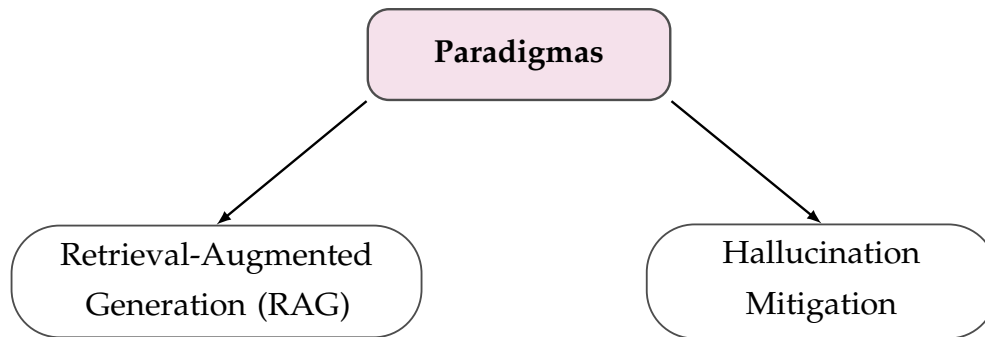 Paradigmas
Retrieval-Augmented
Generation (RAG)
Hallucination
Mitigation